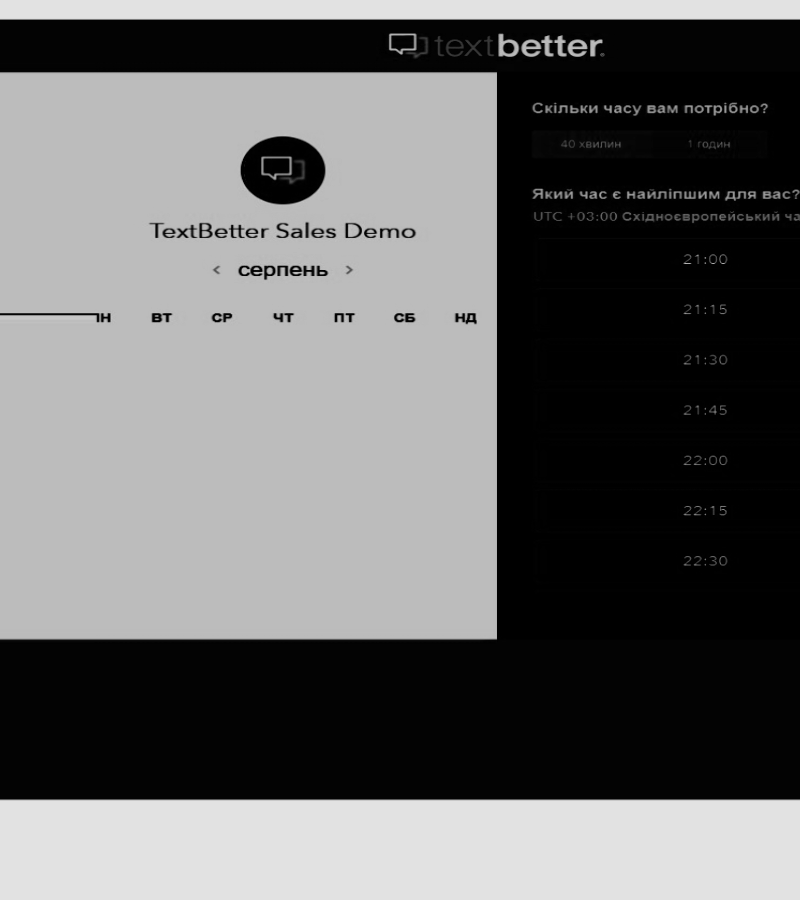 textbetter.
TextBetter Sales Demo
< серпень >
ВТ СР ЧТ ПТ СБ НД
Скільки часу вам потрібно?
40 хвилин 1 годин
Який час є найліпшим для вас?
UTC +03:00 Східноєвропейський
21:00
21:15
21:30
21:45
22:00
22:15
22:30